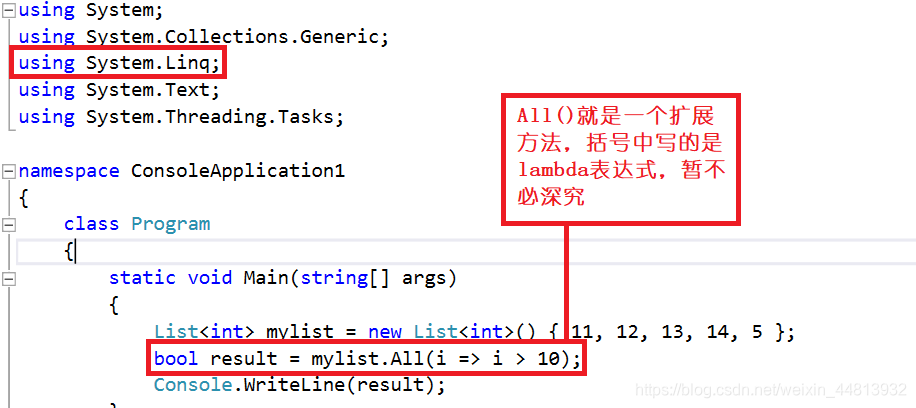 using System;
using System.Collections.Generic;
using System.Linq;
using System.Text;
using System.Threading.Tasks;
All()就是一个扩展
方法，括号中写的是
lambda表达式，暂不
必深究
namespace ConsoleApplication1
{
class Program
{
static void Main(string[] args)
{
List<int> mylist = new List<int>() { 11, 12, 13, 14, 5 };
bool result = mylist.All(i => i > 10);
Console.WriteLine(result);
https://blog.csdn.net/weixin_44813932